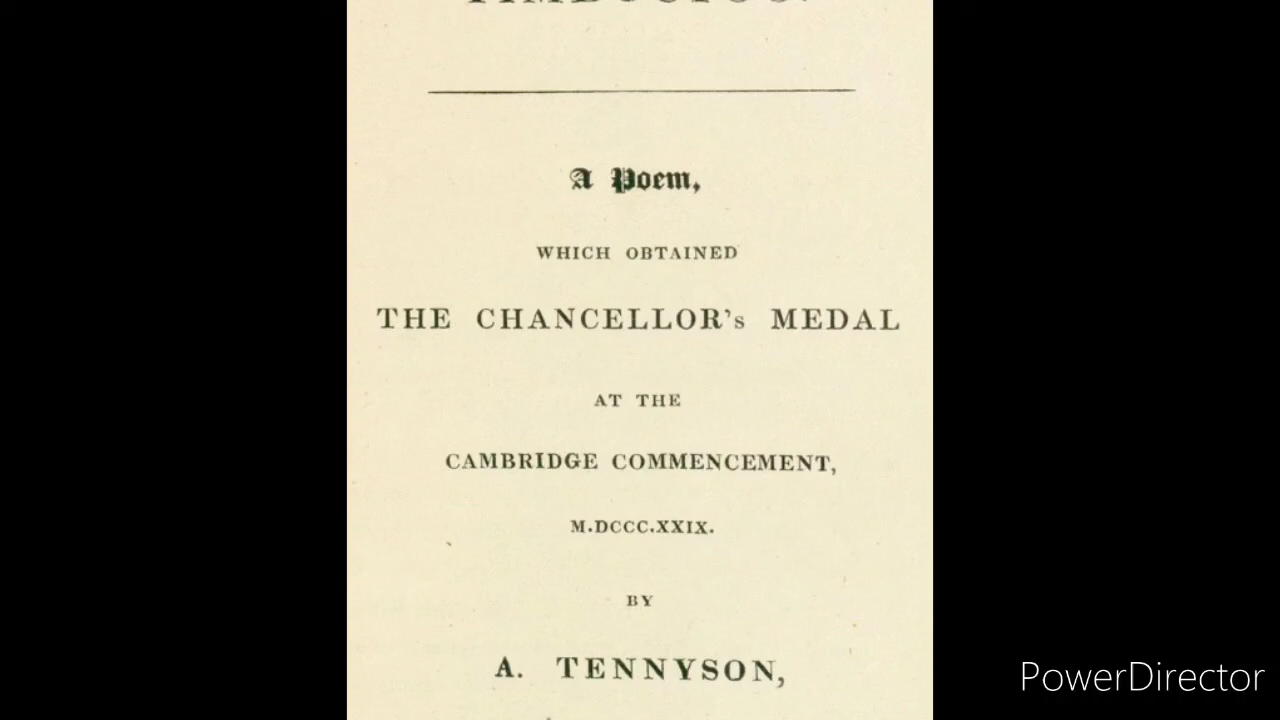 A Poem,
WHICH OBTAINED
THE CHANCELLOR's MEDAL
AT THE
CAMBRIDGE COMMENCEMENT,
M.DCCC.XXIX.
BY
A. TENNYSON,
PowerDirector